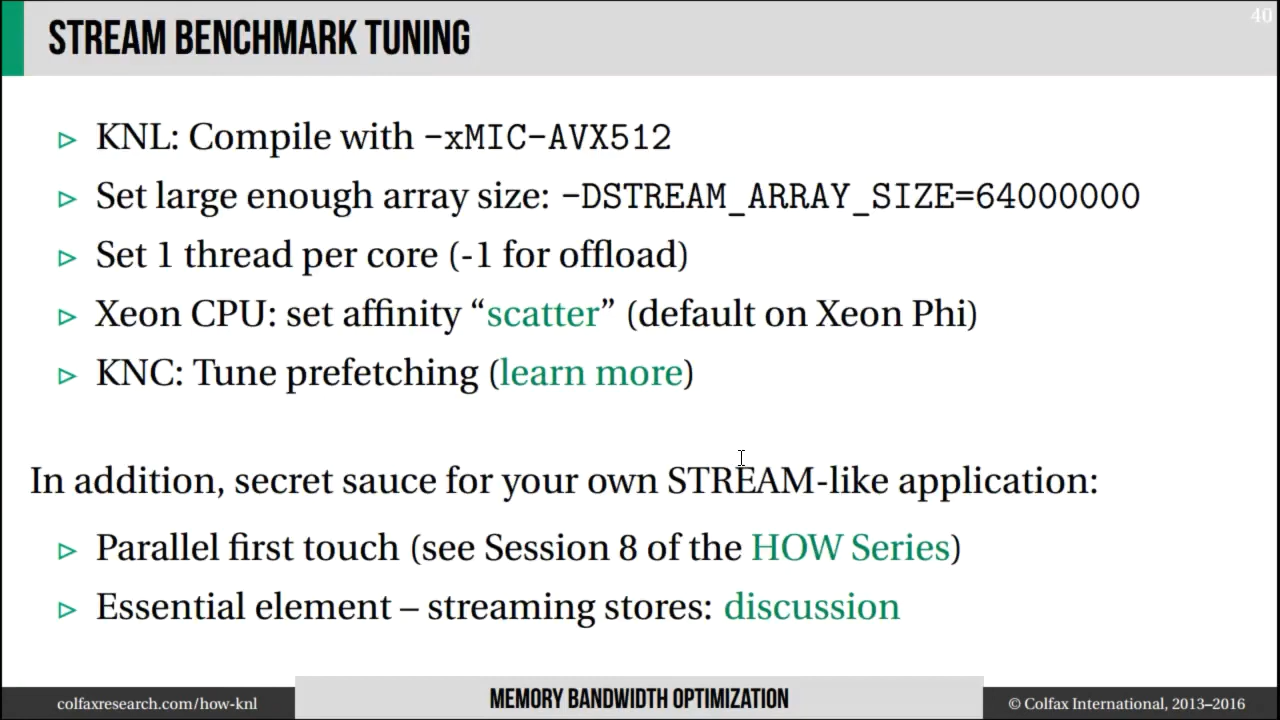 40
STREAM BENCHMARK TUNING
▷ KNL: Compile with -xMIC-AVX512
▷ Set large enough array size: -DSTREAM_ARRAY_SIZE=64000000
▷ Set 1 thread per core (-1 for offload)
▷ Xeon CPU: set affinity “scatter” (default on Xeon Phi)
▷ KNC: Tune prefetching (learn more)
In addition, secret sauce for your own STREAM-like application:
▷ Parallel first touch (see Session 8 of the HOW Series)
▷ Essential element – streaming stores: discussion
colfaxresearch.com/how-knl
MEMORY BANDWIDTH OPTIMIZATION
© Colfax International, 2013–2016